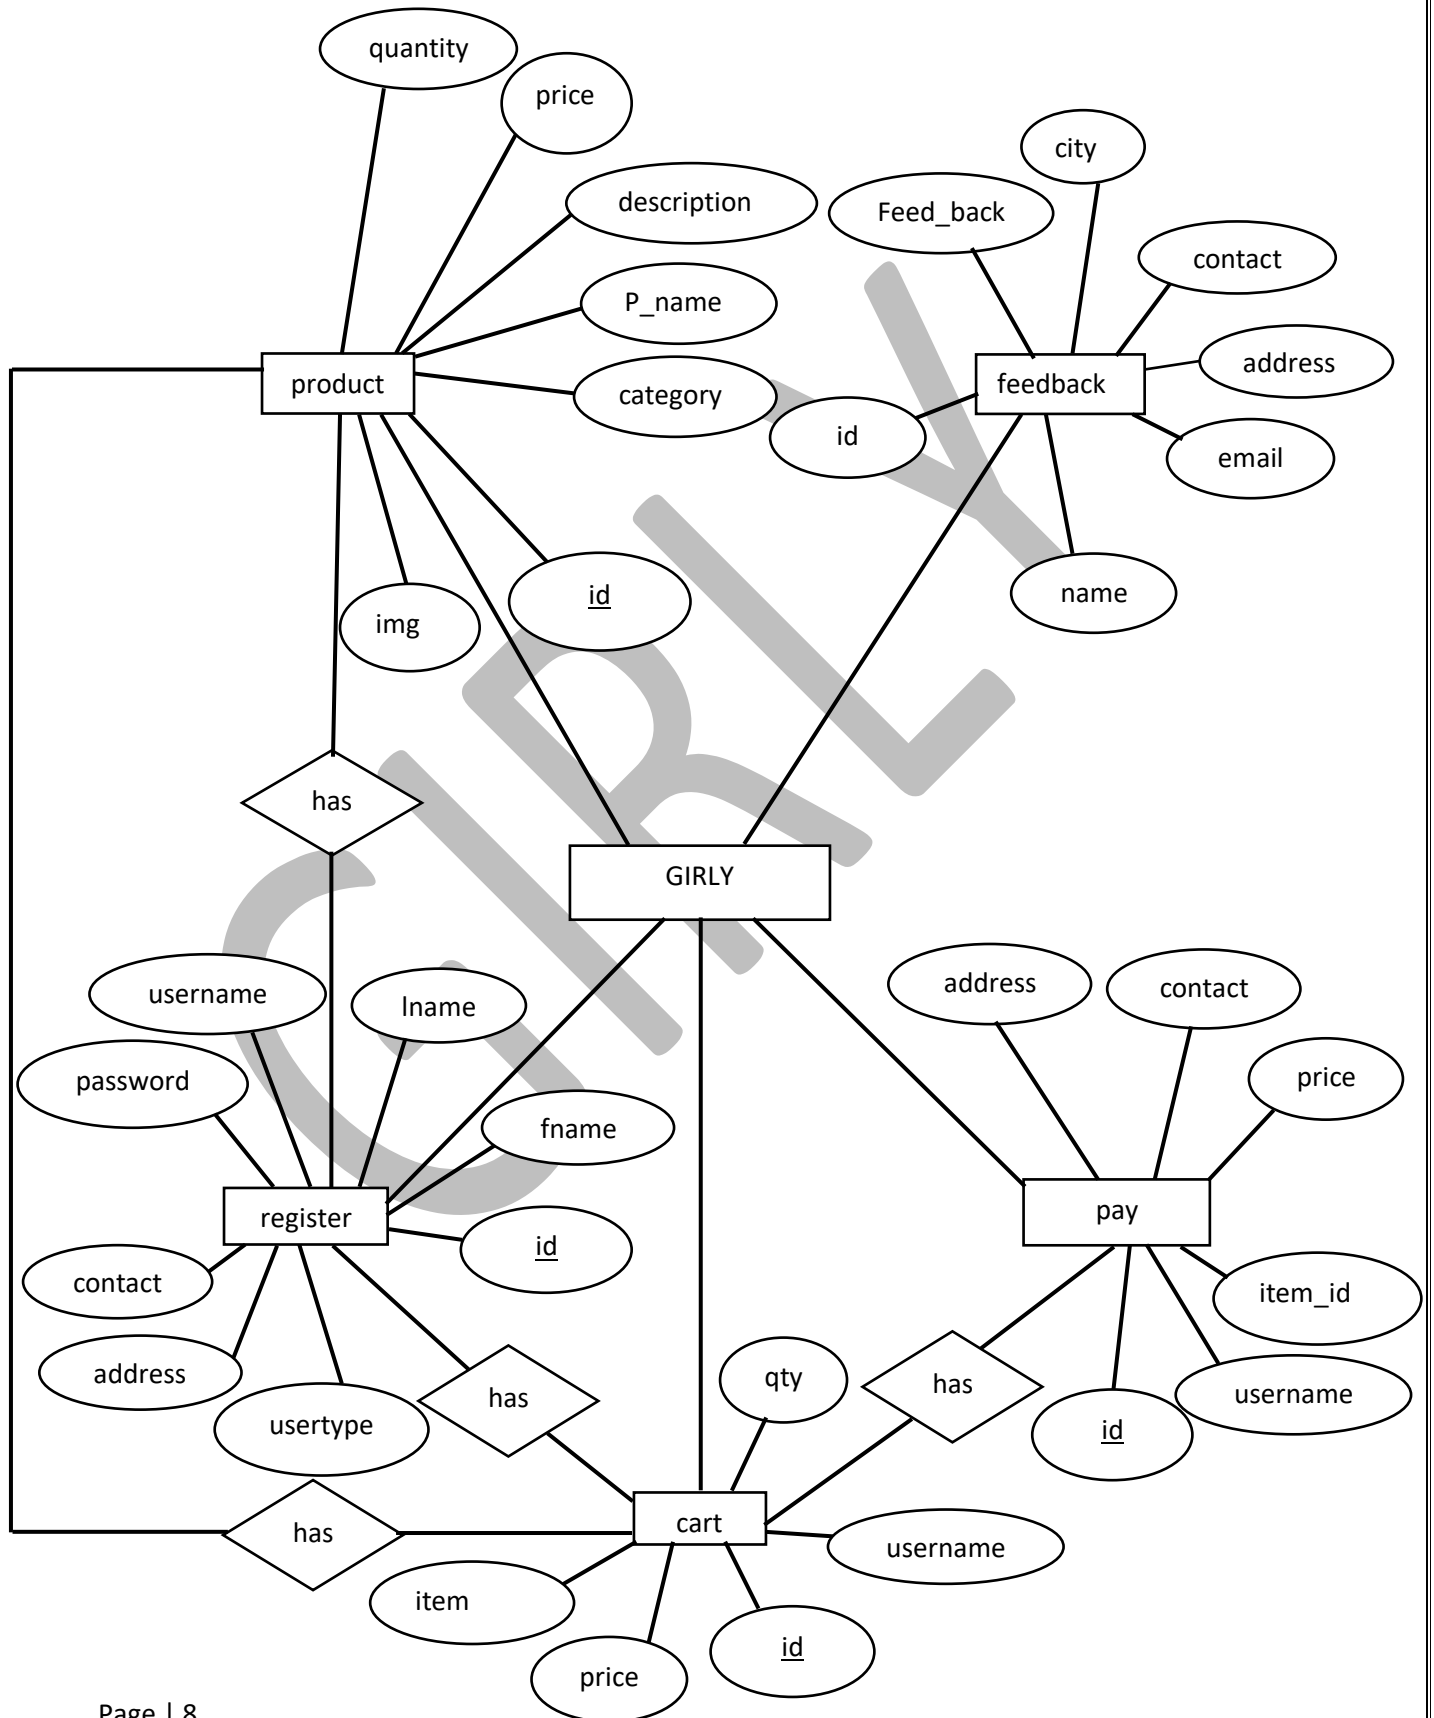 quantity
price
city
description
Feed_back
contact
P_name
address
product
feedback
category
id
email
id
name
img
has
GIRLY
GIRLY
address
contact
username
lname
price
password
fname
register
pay
id
contact
item_id
address
qty
has
has
username
usertype
id
cart
has
username
item
id
price
Page | 8